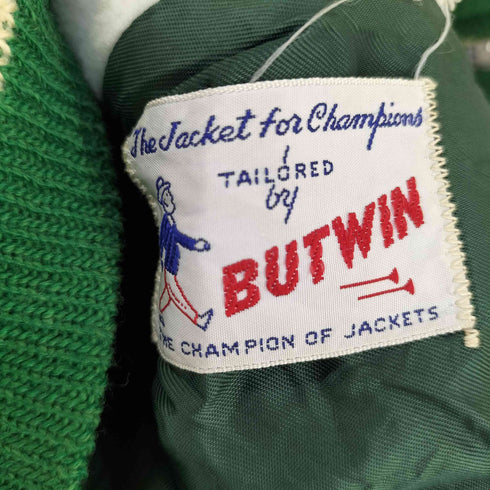 The Jacket for Champions
TAILORED
by
BUTWIN
THE CHAMPION OF JACKETS